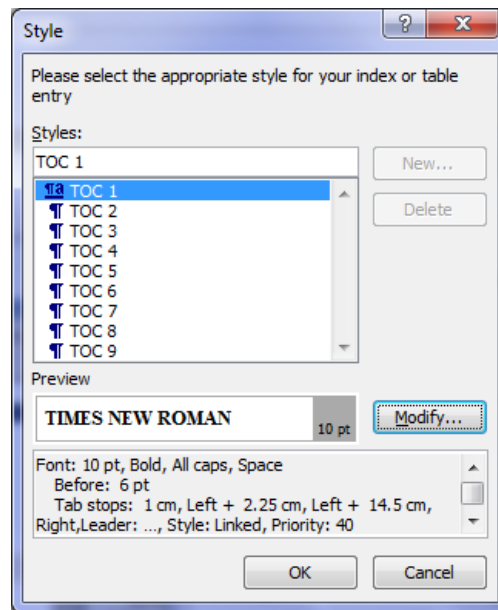 Style
?
X
Please select the appropriate style for your index or table
entry
Styles:
TOC 1
New...
¶a TOC 1
Delete
¶ TOC 2
¶ TOC 3
¶ TOC 4
¶ TOC 5
¶ TOC 6
¶ TOC 7
¶ TOC 8
¶ TOC 9
Preview
TIMES NEW ROMAN
10 pt
Modify...
Font: 10 pt, Bold, All caps, Space
Before: 6 pt
Tab stops: 1 cm, Left + 2.25 cm, Left + 14.5 cm,
Right,Leader: ..., Style: Linked, Priority: 40
OK
Cancel